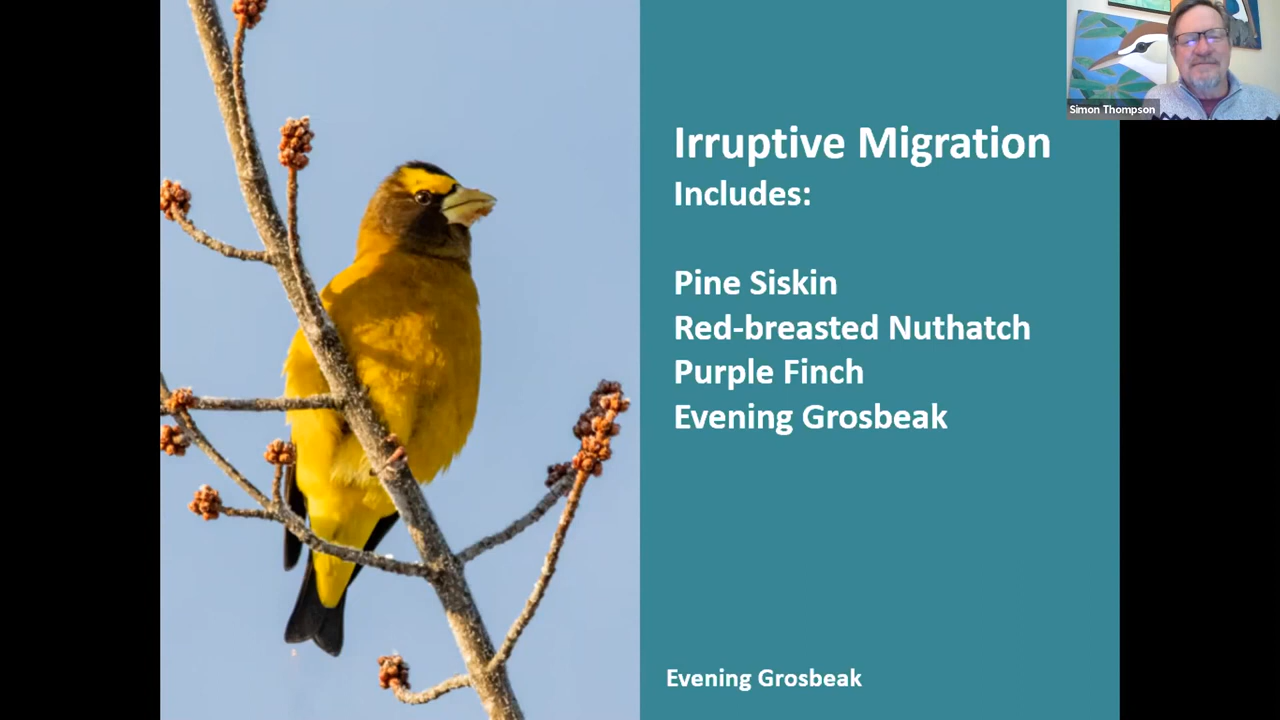 Simon Thompson
Irruptive Migration
Includes:
Pine Siskin
Red-breasted Nuthatch
Purple Finch
Evening Grosbeak
Evening Grosbeak